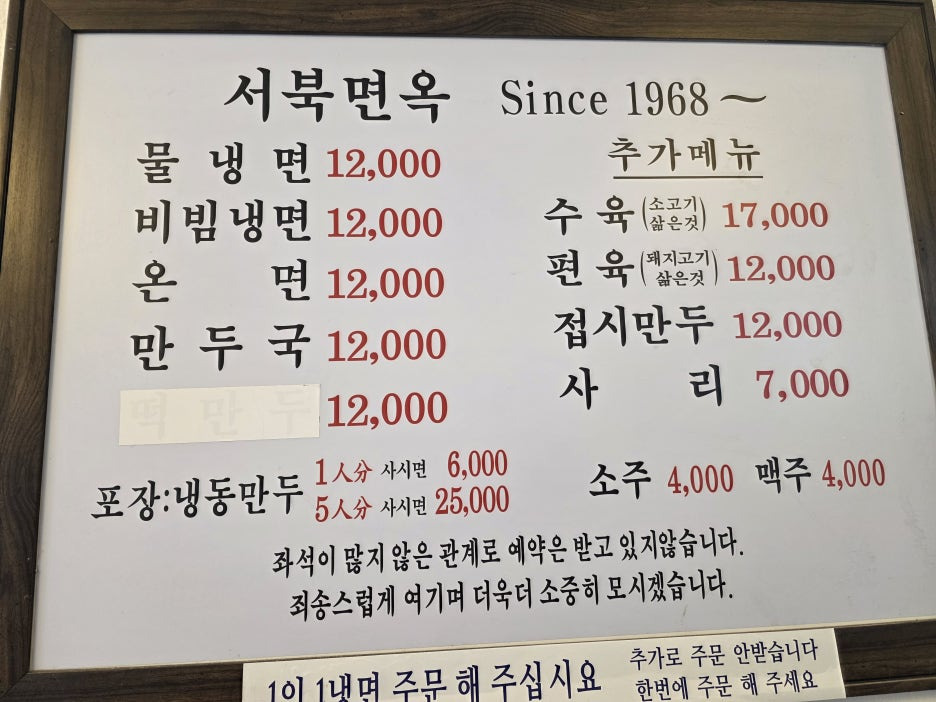 서북면옥 Since 1968~
물 냉 면 12,000
비빔냉면 12,000
온 면 12,000
만 두 국 12,000
떡 만 두 12,000
추가메뉴
수 육 (소고기 삶은것) 17,000
편 육 (돼지고기 삶은것) 12,000
접시만두 12,000
사 리 7,000
포장:냉동만두 1人分 사시면 6,000
5人分 사시면 25,000
소주 4,000 맥주 4,000
좌석이 많지 않은 관계로 예약은 받고 있지않습니다.
죄송스럽게 여기며 더욱더 소중히 모시겠습니다.
1인 1냉면 주문 해 주십시요
추가로 주문 안받습니다
한번에 주문 해 주세요